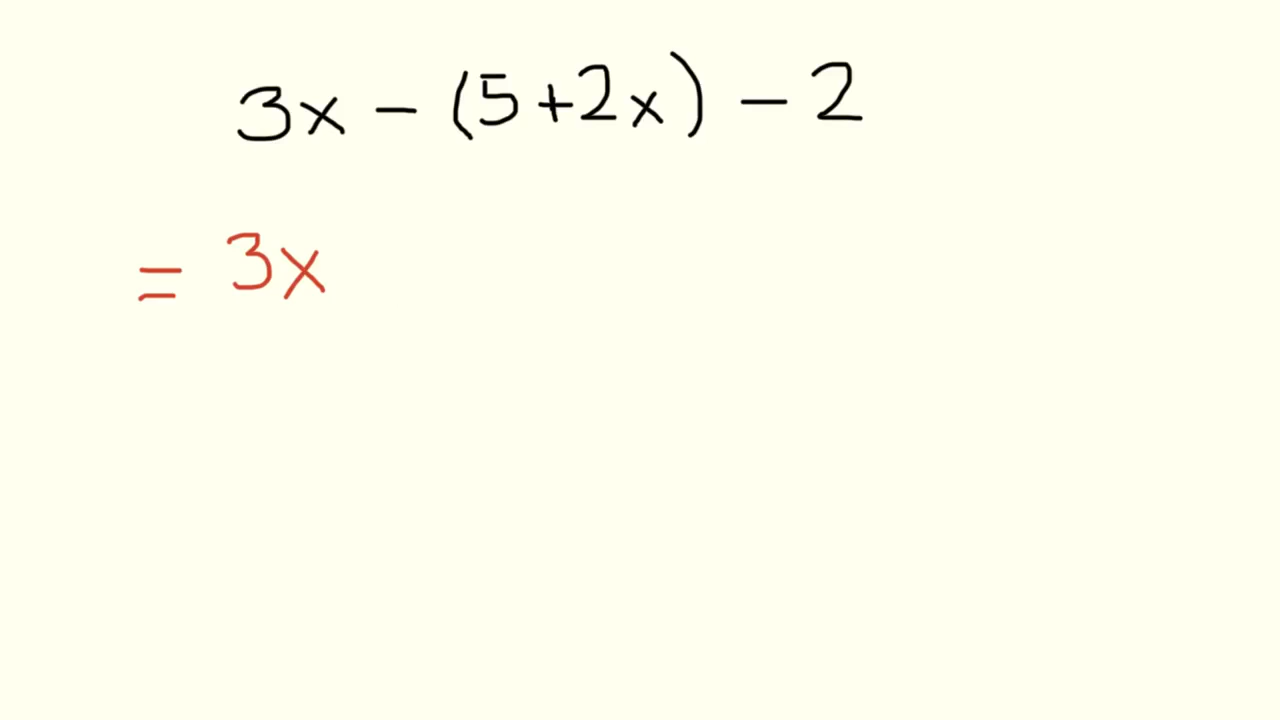 3x - (5+2x) - 2
= 3x